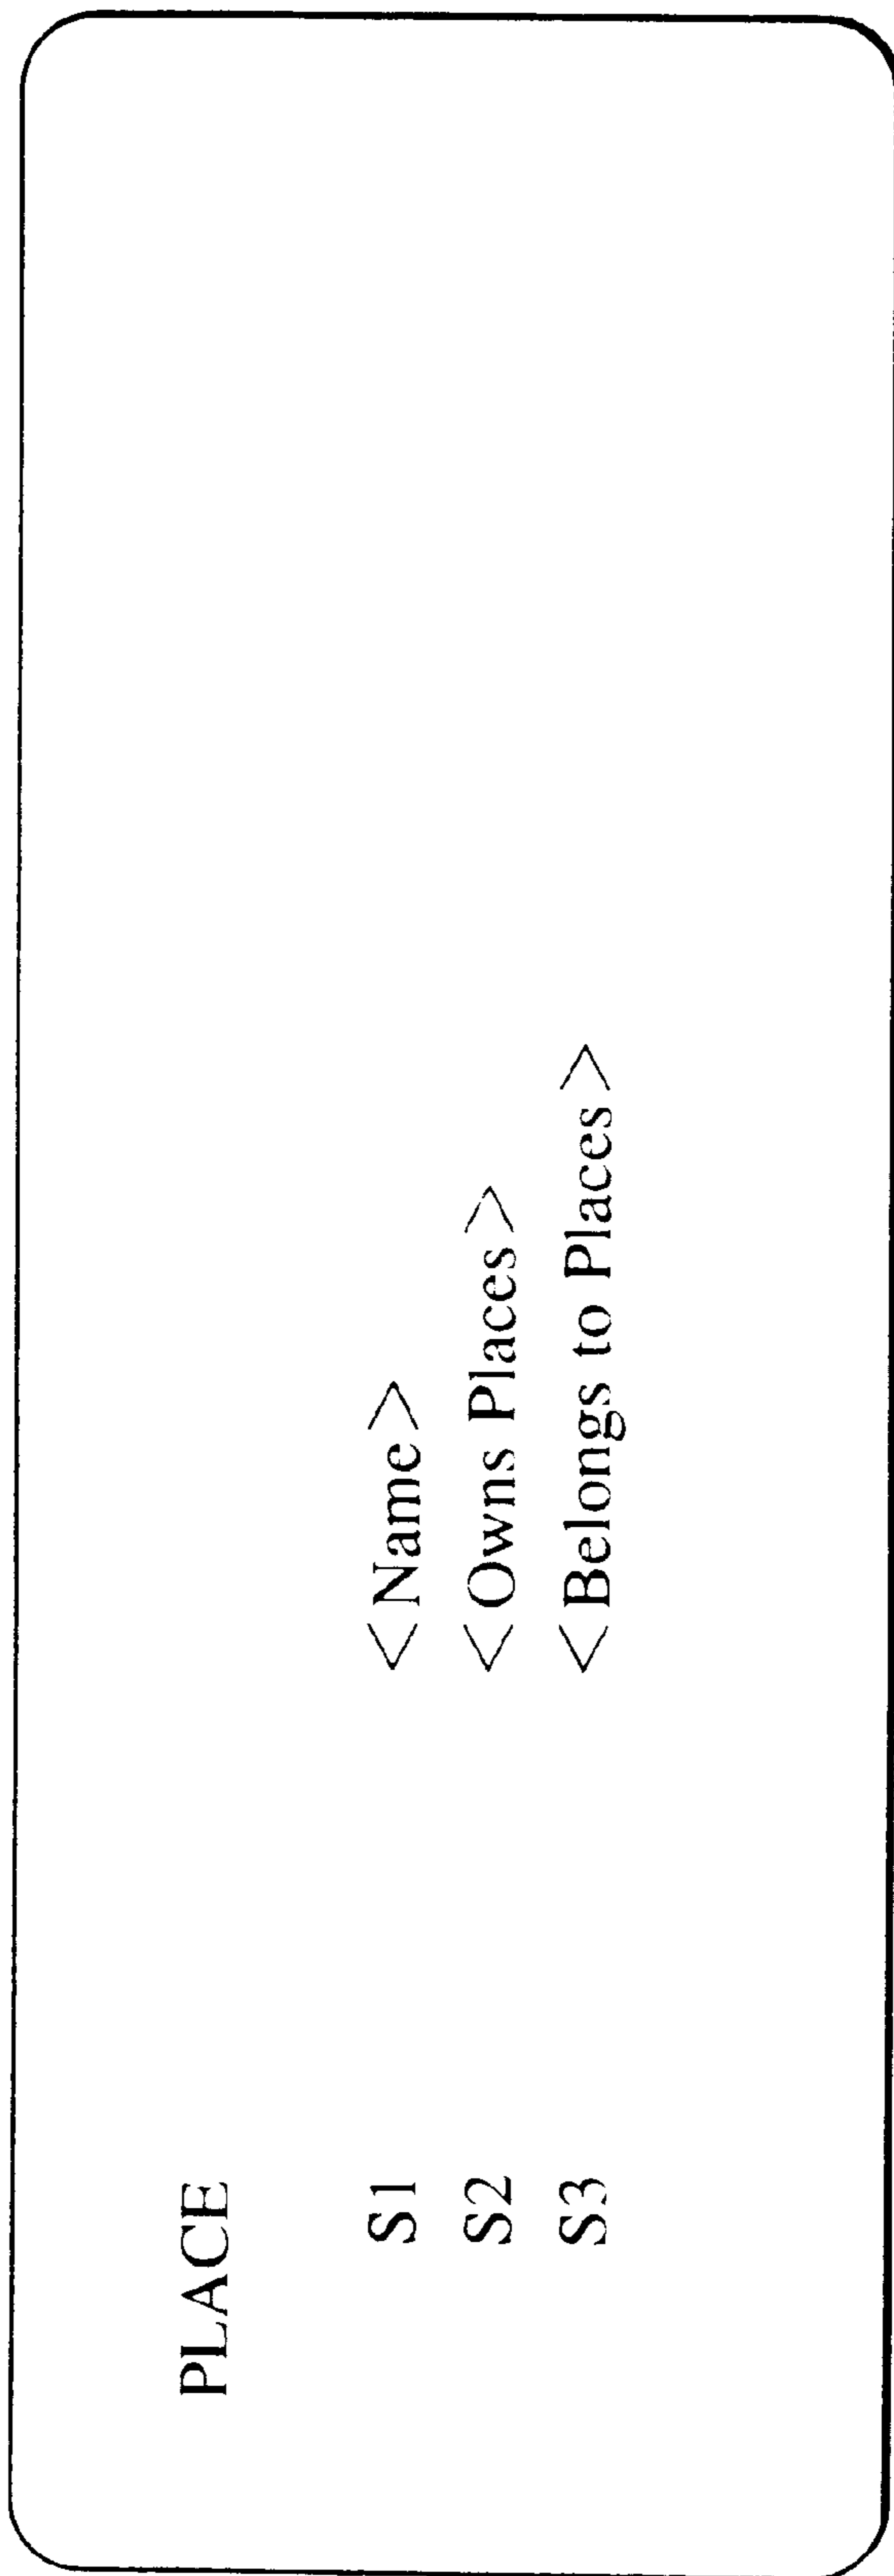 PLACE
S1 <Name>
S2 <Owns Places>
S3 <Belongs to Places>